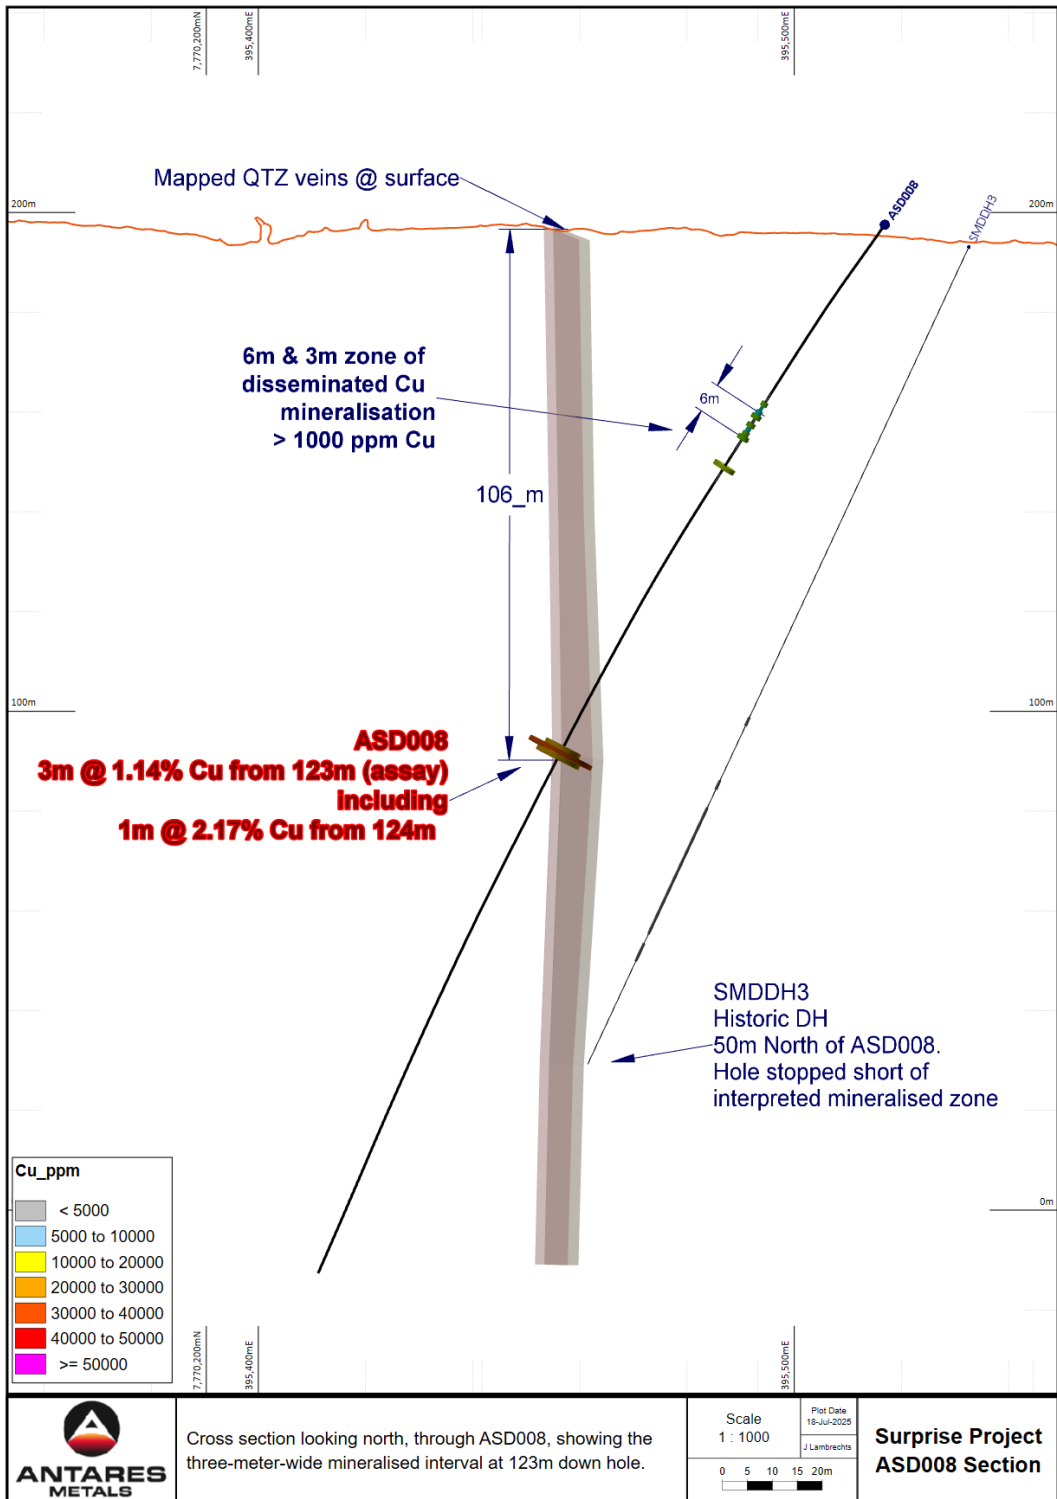 7,770,200mN
395,400mE
395,500mE
Mapped QTZ veins @ surface
ASD008
SMDDH3
200m
200m
6m & 3m zone of
disseminated Cu
mineralisation
> 1000 ppm Cu
6m
106_m
100m
100m
ASD008
3m @ 1.14% Cu from 123m (assay)
including
1m @ 2.17% Cu from 124m
SMDDH3
Historic DH
50m North of ASD008.
Hole stopped short of
interpreted mineralised zone
0m
Cu_ppm
< 5000
5000 to 10000
10000 to 20000
20000 to 30000
30000 to 40000
40000 to 50000
>= 50000
7,770,200mN
395,400mE
395,500mE
ANTARES
METALS
Cross section looking north, through ASD008, showing the
three-meter-wide mineralised interval at 123m down hole.
Scale
1 : 1000
Plot Date
18-Jul-2025
J Lambrechts
0 5 10 15 20m
Surprise Project
ASD008 Section